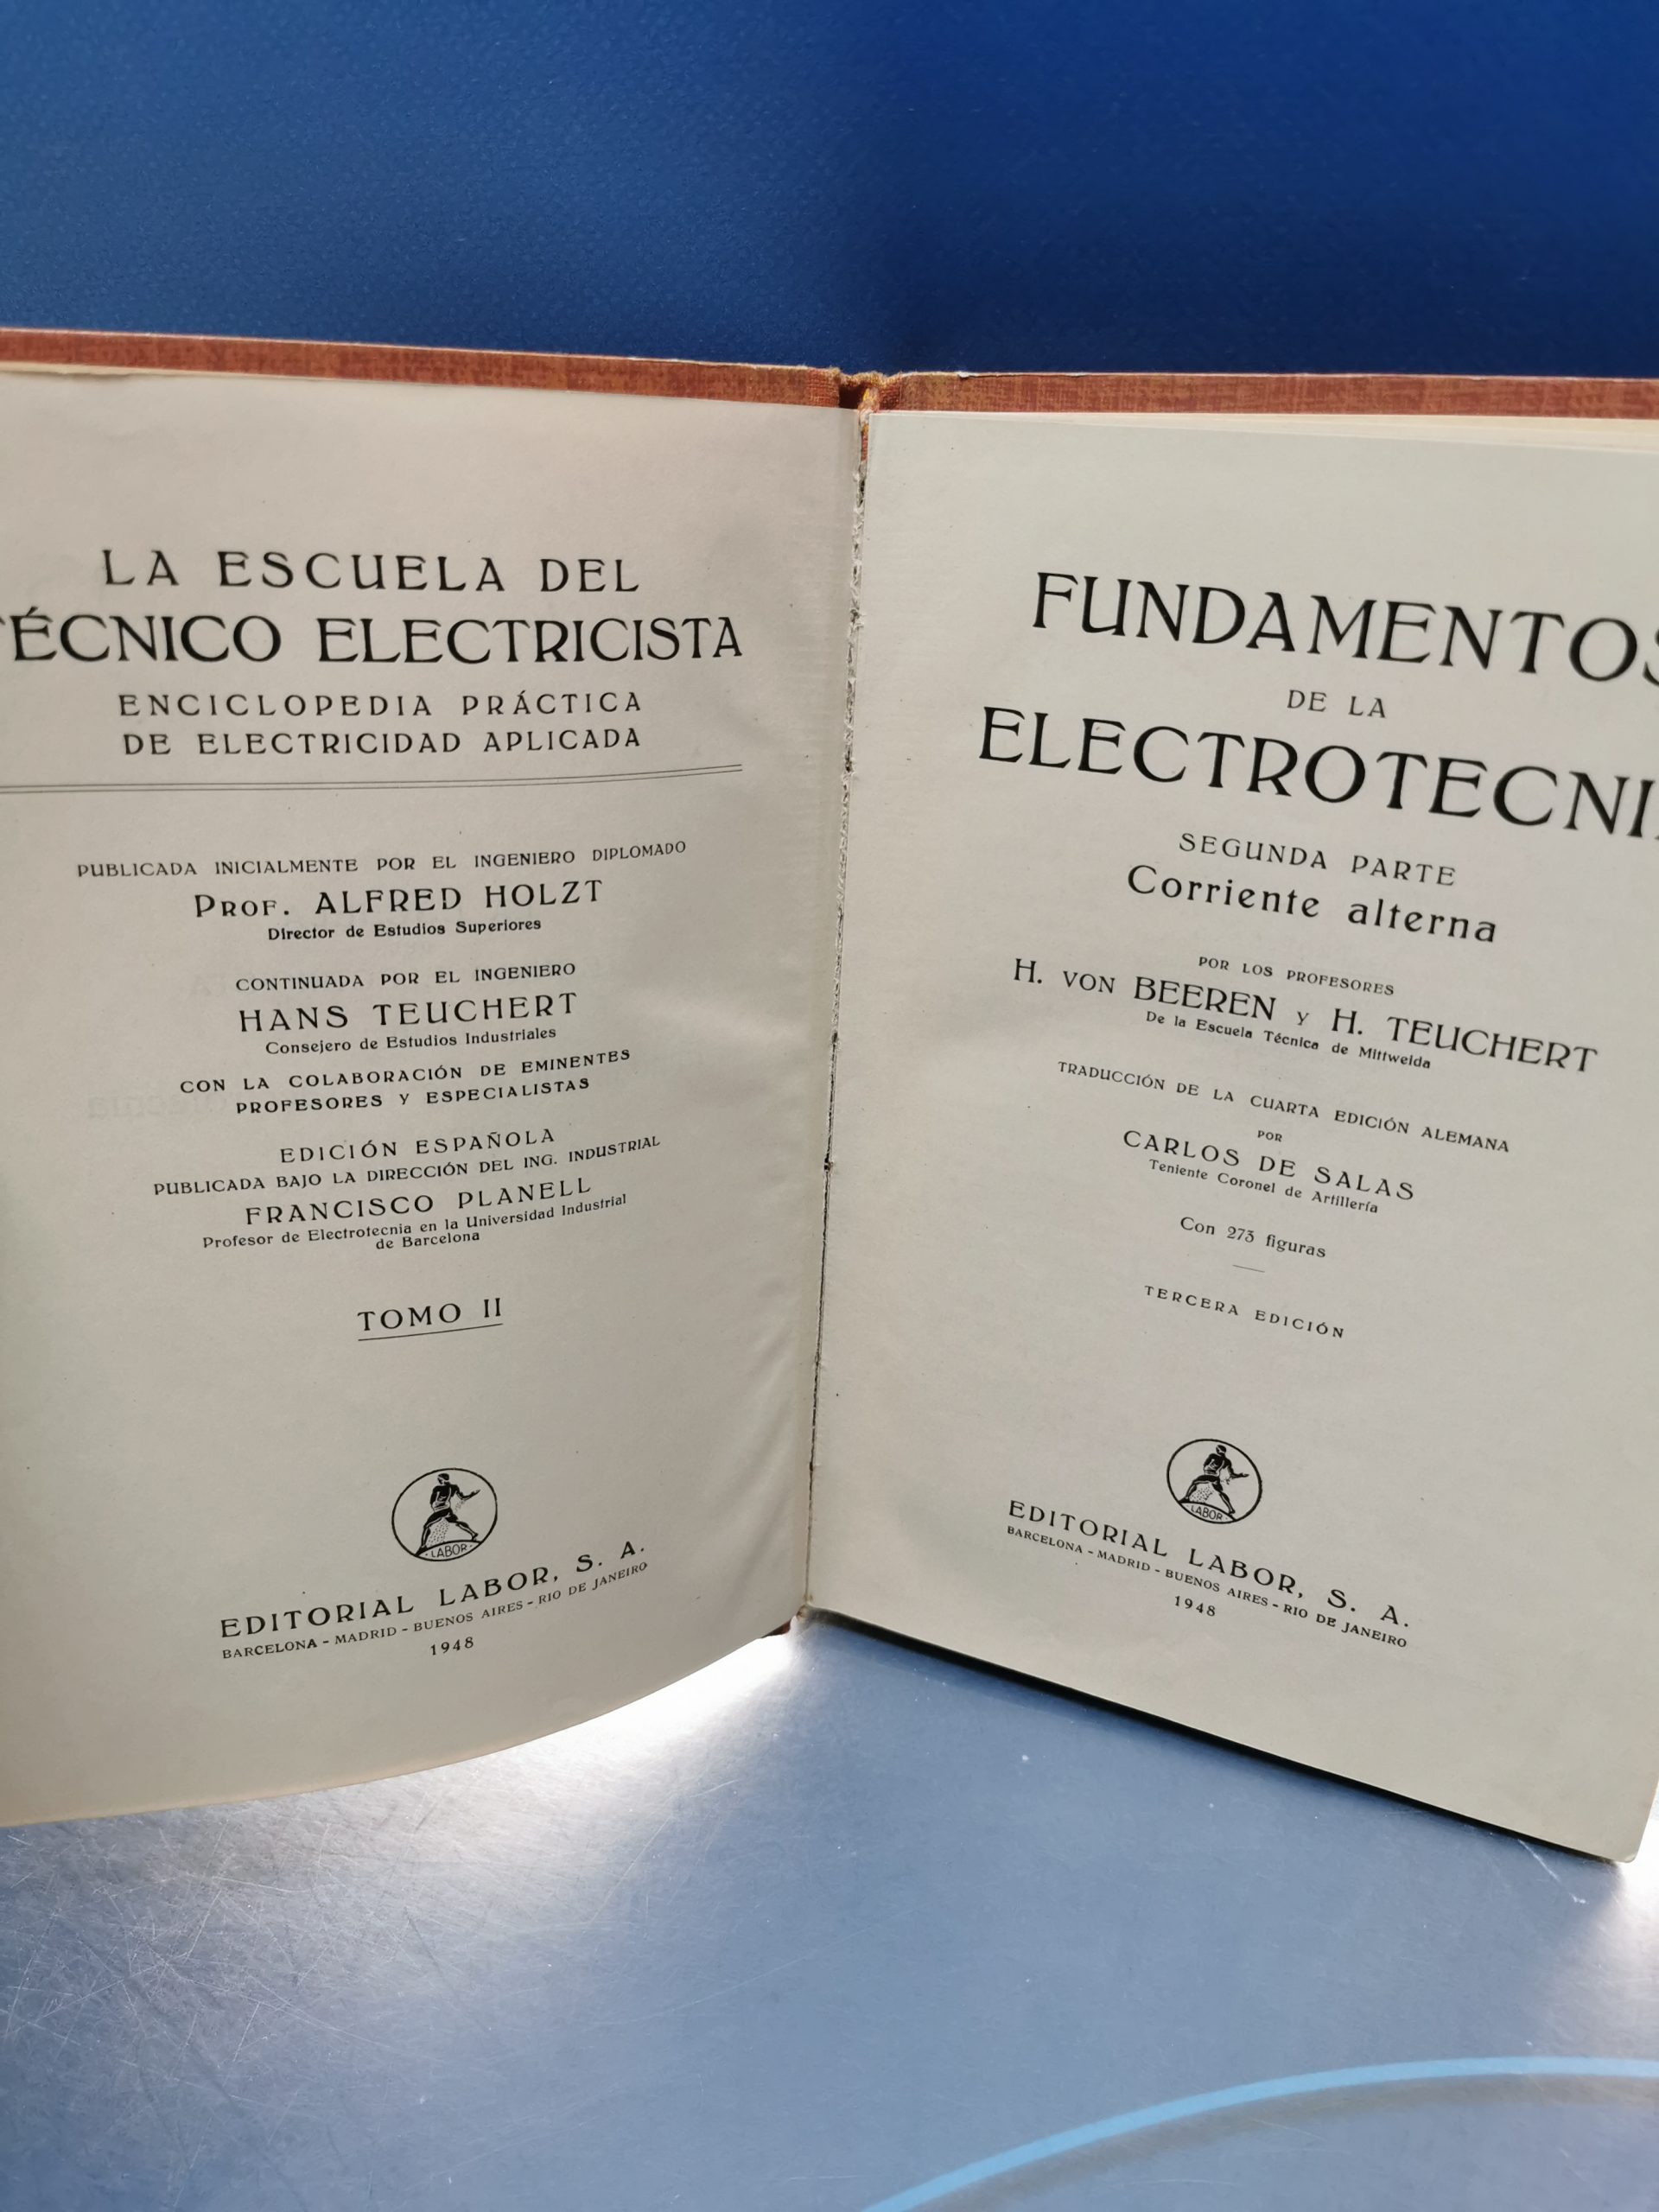 LA ESCUELA DEL
TÉCNICO ELECTRICISTA
ENCICLOPEDIA PRÁCTICA
DE ELECTRICIDAD APLICADA
PUBLICADA INICIALMENTE POR EL INGENIERO DIPLOMADO
PROF. ALFRED HOLZT
Director de Estudios Superiores
CONTINUADA POR EL INGENIERO
HANS TEUCHERT
Consejero de Estudios Industriales
CON LA COLABORACIÓN DE EMINENTES
PROFESORES Y ESPECIALISTAS
EDICIÓN ESPAÑOLA
PUBLICADA BAJO LA DIRECCIÓN DEL ING. INDUSTRIAL
FRANCISCO PLANELL
Profesor de Electrotecnia en la Universidad Industrial
de Barcelona
TOMO II
LABOR
EDITORIAL LABOR, S. A.
BARCELONA - MADRID - BUENOS AIRES - RIO DE JANEIRO
1948
FUNDAMENTOS
DE LA
ELECTROTECNI
SEGUNDA PARTE
Corriente alterna
POR LOS PROFESORES
H. VON BEEREN Y H. TEUCHERT
De la Escuela Técnica de Mittweida
TRADUCCIÓN DE LA CUARTA EDICIÓN ALEMANA
POR
CARLOS DE SALAS
Teniente Coronel de Artillería
Con 273 figuras
TERCERA EDICIÓN
LABOR
EDITORIAL LABOR, S. A.
BARCELONA - MADRID - BUENOS AIRES - RIO DE JANEIRO
1948